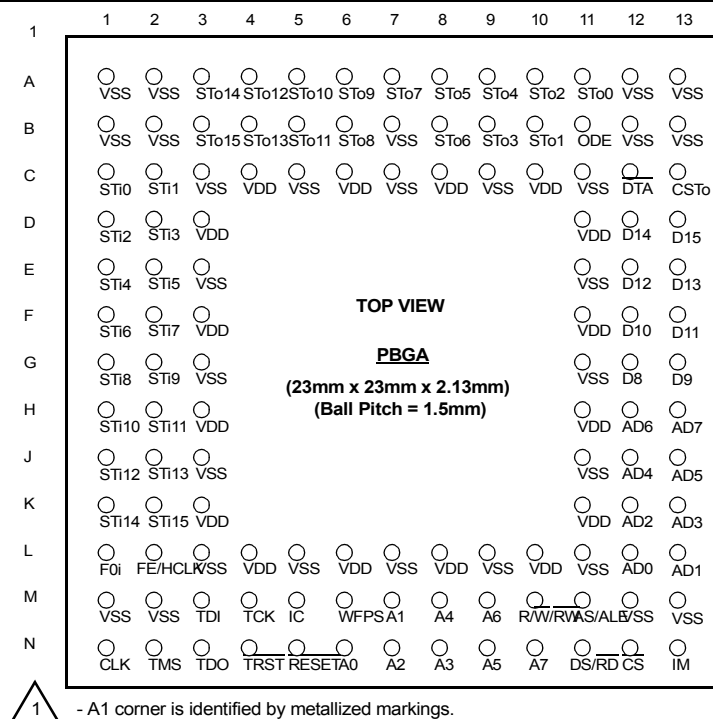 1 1 2 3 4 5 6 7 8 9 10 11 12 13
A VSS VSS STo14 STo12 STo10 STo9 STo7 STo5 STo4 STo2 STo0 VSS VSS
B VSS VSS STo15 STo13 STo11 STo8 VSS STo6 STo3 STo1 ODE VSS VSS
C STi0 STi1 VSS VDD VSS VDD VSS VDD VSS VDD VSS DTA CSTo
D STi2 STi3 VDD VDD D14 D15
E STi4 STi5 VSS VSS D12 D13
F STi6 STi7 VDD VDD D10 D11
TOP VIEW
G STi8 STi9 VSS VSS D8 D9
PBGA
(23mm x 23mm x 2.13mm)
H STi10 STi11 VDD VDD AD6 AD7
(Ball Pitch = 1.5mm)
J STi12 STi13 VSS VSS AD4 AD5
K STi14 STi15 VDD VDD AD2 AD3
L F0i FE/HCLK VSS VDD VSS VDD VSS VDD VSS VDD VSS AD0 AD1
M VSS VSS TDI TCK IC WFPS A1 A4 A6 R/W/RW AS/ALE VSS VSS
N CLK TMS TDO TRST RESET A0 A2 A3 A5 A7 DS/RD CS IM
1 - A1 corner is identified by metallized markings.